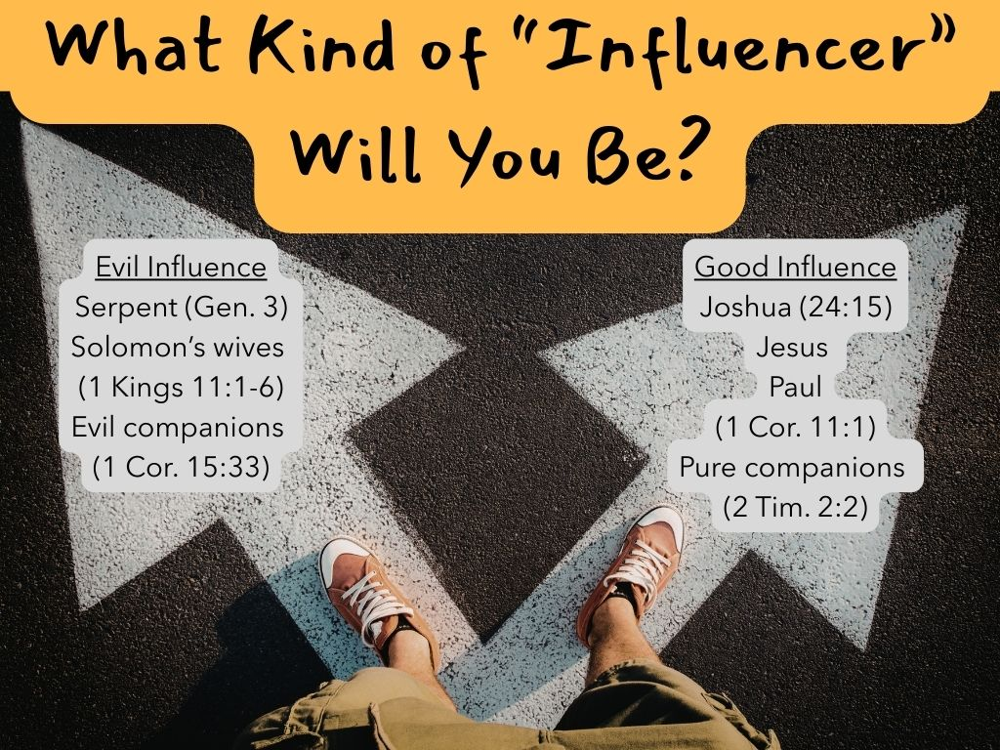 What Kind of “Influencer”
Will You Be?
Evil Influence
Serpent (Gen. 3)
Solomon’s wives
(1 Kings 11:1-6)
Evil companions
(1 Cor. 15:33)
Good Influence
Joshua (24:15)
Jesus
Paul
(1 Cor. 11:1)
Pure companions
(2 Tim. 2:2)